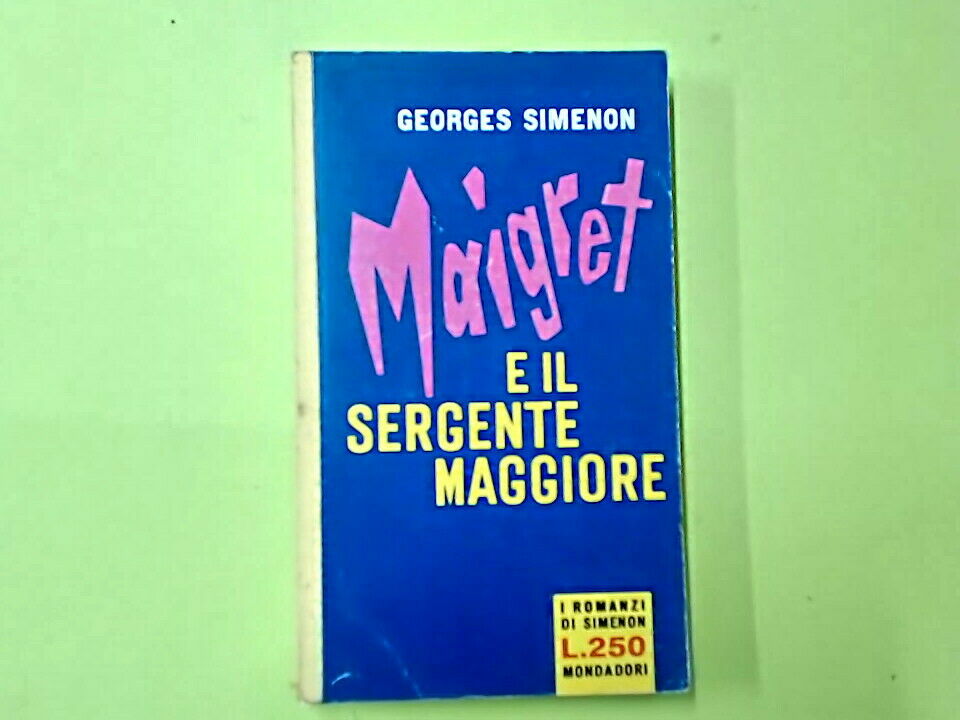 GEORGES SIMENON
Maigret
E IL
SERGENTE
MAGGIORE
I ROMANZI
DI SIMENON
L.250
MONDADORI